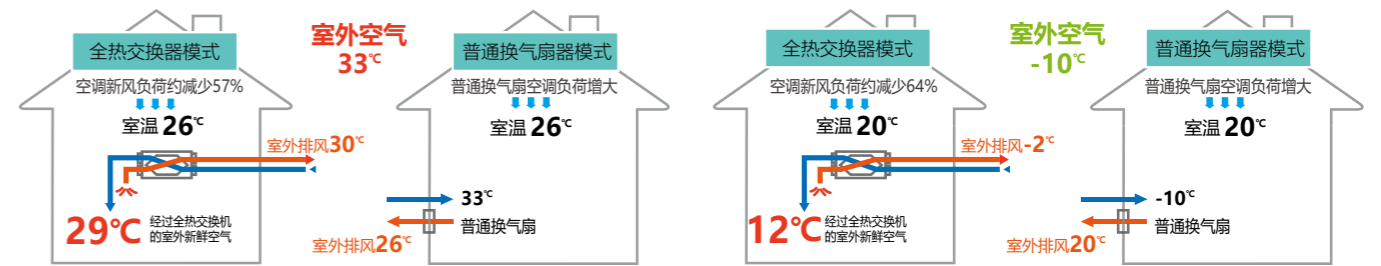 全热交换器模式
空调新风负荷约减少57%
室温 26℃
室外排风30℃
29℃ 经过全热交换机
的室外新鲜空气
室外空气
33℃
普通换气扇器模式
普通换气扇空调负荷增大
室温 26℃
33℃
普通换气扇
室外排风26℃
全热交换器模式
空调新风负荷约减少64%
室温 20℃
室外排风-2℃
12℃ 经过全热交换机
的室外新鲜空气
室外空气
-10℃
普通换气扇器模式
普通换气扇空调负荷增大
室温 20℃
-10℃
普通换气扇
室外排风20℃